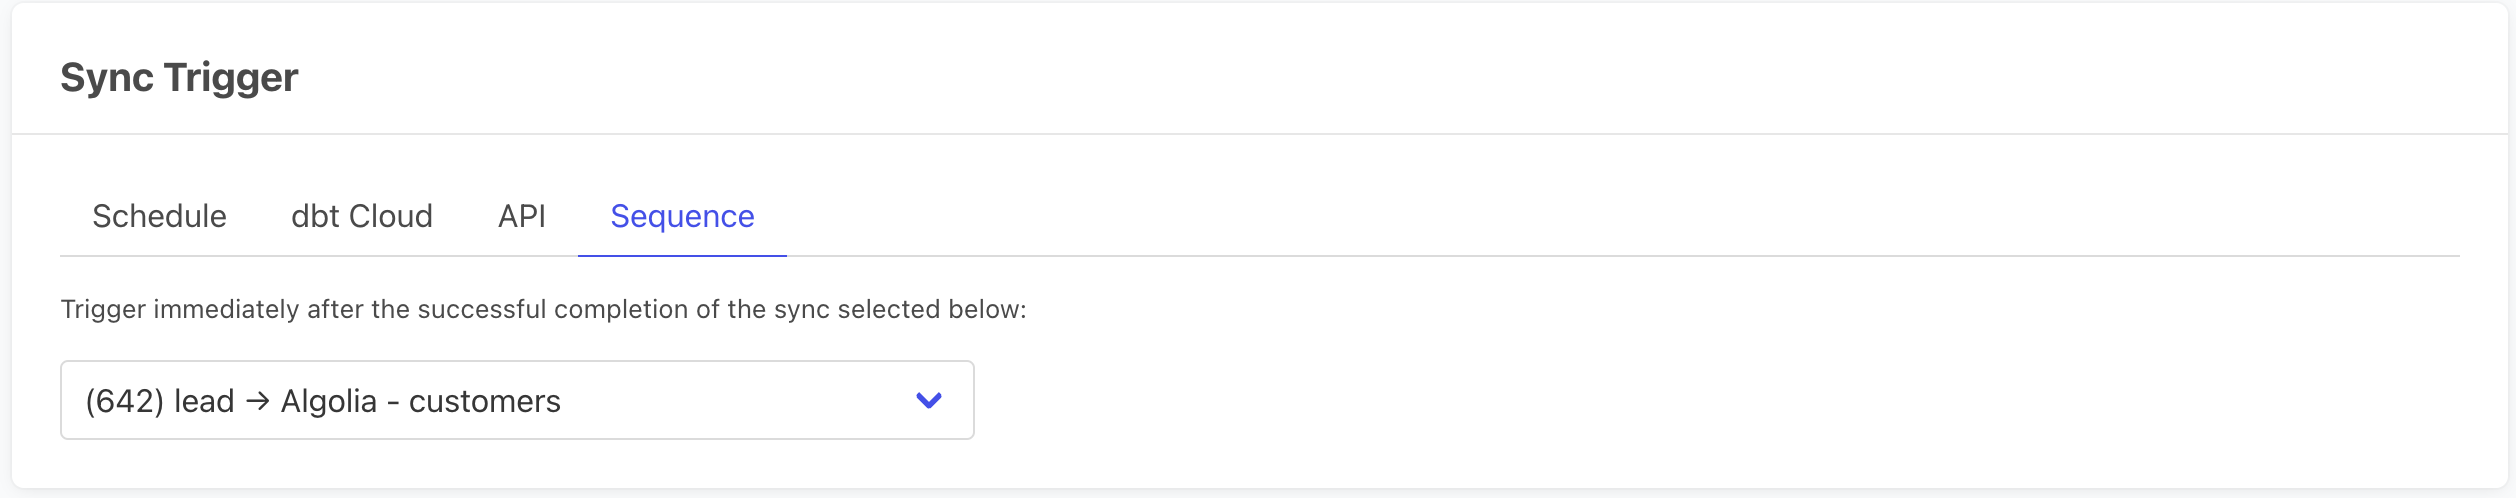 Sync Trigger
Schedule dbt Cloud API Sequence
Trigger immediately after the successful completion of the sync selected below:
(642) lead → Algolia - customers